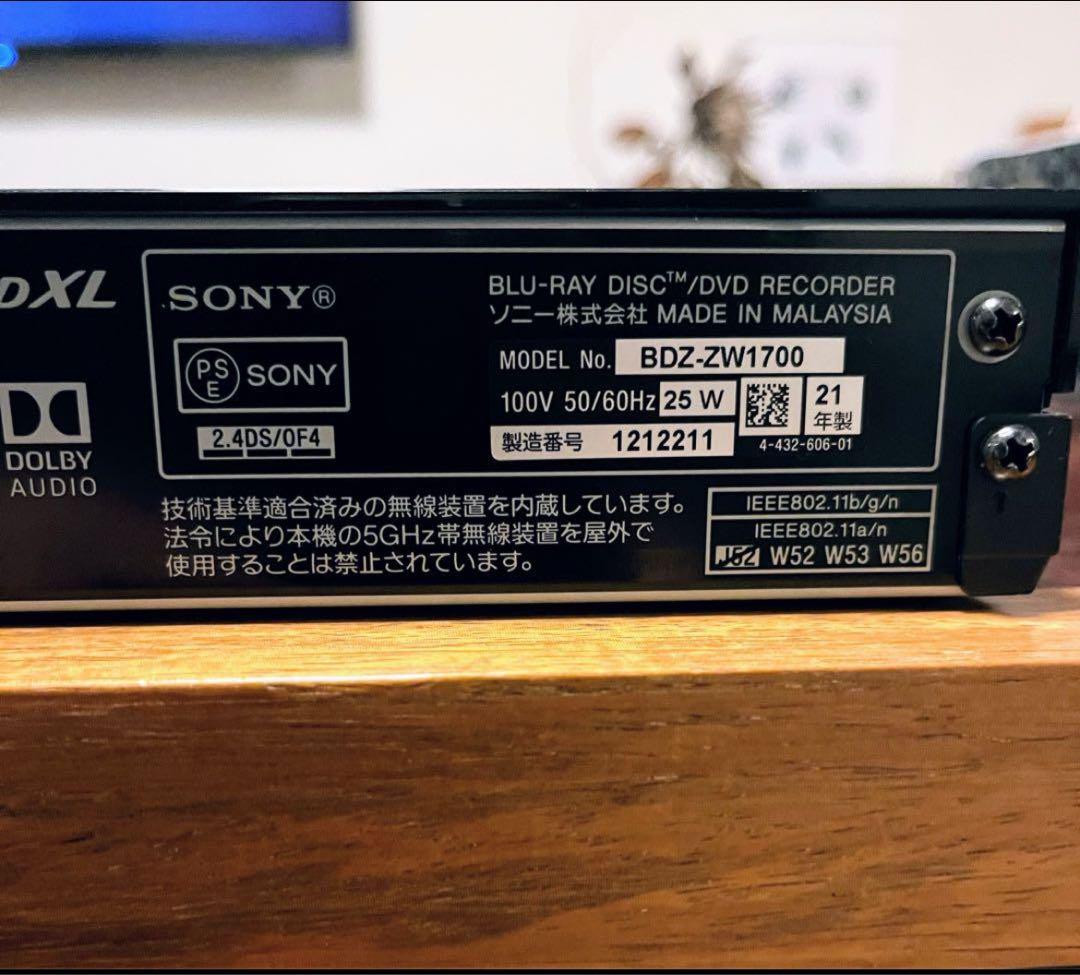 DXL
DOLBY
AUDIO
SONY®
PSE SONY
2.4DS/OF4
BLU-RAY DISC™/DVD RECORDER
ソニー株式会社 MADE IN MALAYSIA
MODEL No. BDZ-ZW1700
100V 50/60Hz 25 W
21
年製
製造番号 1212211
4-432-606-01
技術基準適合済みの無線装置を内蔵しています。
法令により本機の5GHz帯無線装置を屋外で
使用することは禁止されています。
IEEE802.11b/g/n
IEEE802.11a/n
J52 W52 W53 W56